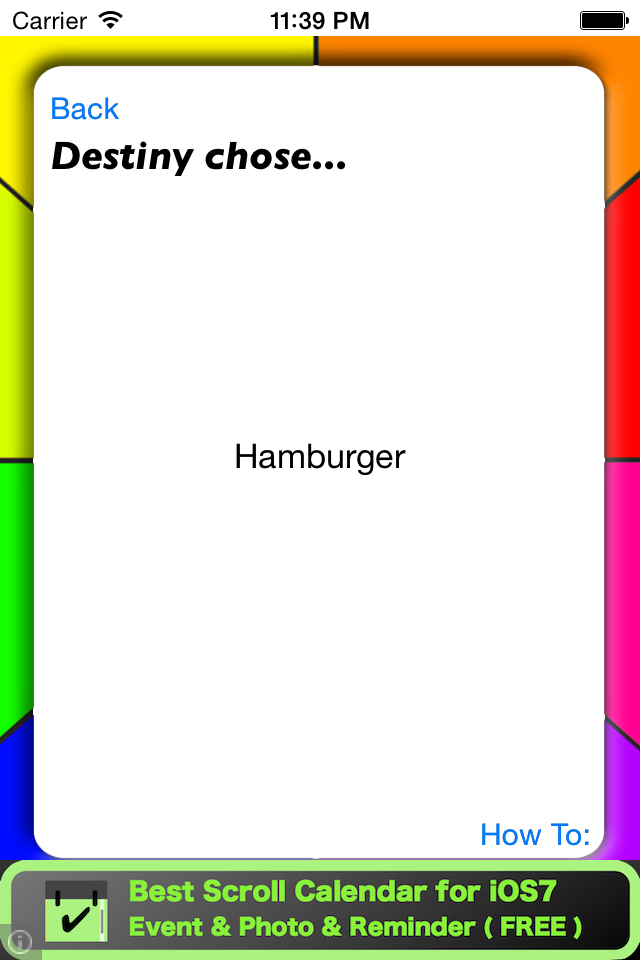 Carrier 11:39 PM
Back
Destiny chose...
Hamburger
How To:
Best Scroll Calendar for iOS7
Event & Photo & Reminder ( FREE )